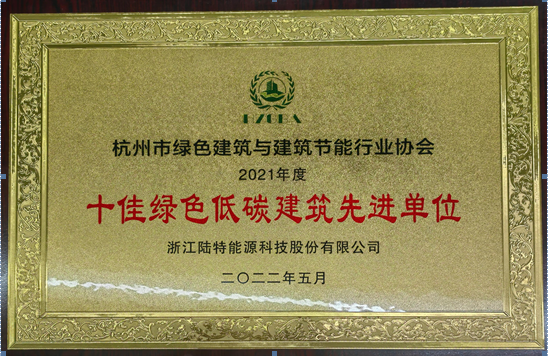 HZGBA
杭州市绿色建筑与建筑节能行业协会
2021年度
十佳绿色低碳建筑先进单位
浙江陆特能源科技股份有限公司
二〇二二年五月